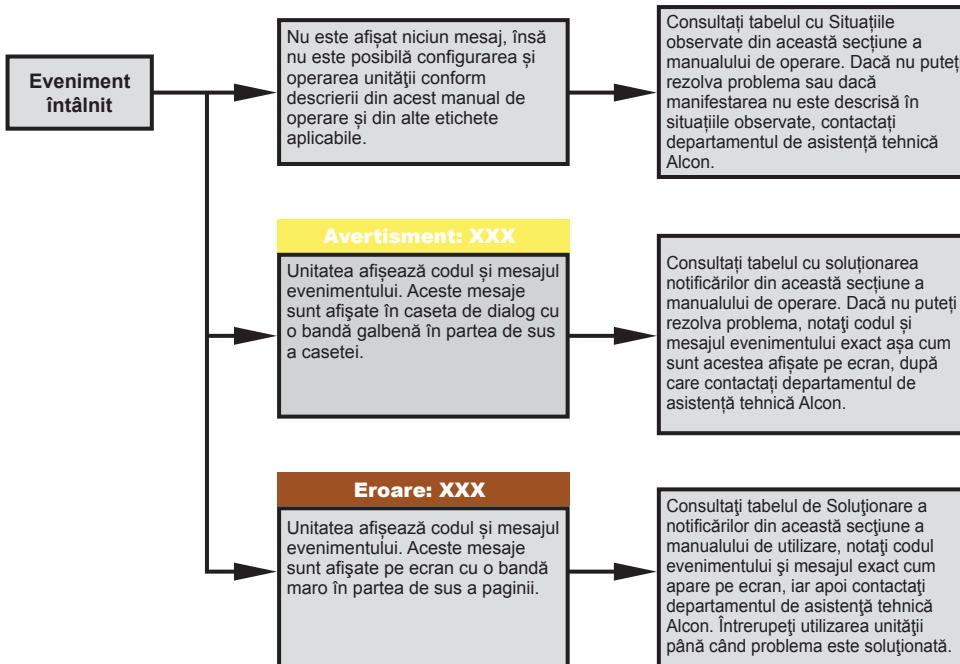 Eveniment
întâlnit
Nu este afișat niciun mesaj, însă
nu este posibilă configurarea și
operarea unității conform
descrierii din acest manual de
operare și din alte etichete
aplicabile.
Consultați tabelul cu Situațiile
observate din această secțiune a
manualului de operare. Dacă nu puteț
rezolva problema sau dacă
manifestarea nu este descrisă în
situațiile observate, contactați
departamentul de asistență tehnică
Alcon.
Avertisment: XXX
Unitatea afișează codul și mesajul
evenimentului. Aceste mesaje
sunt afişate în caseta de dialog cu
o bandă galbenă în partea de sus
a casetei.
Consultați tabelul cu soluționarea
notificărilor din această secțiune a
manualului de operare. Dacă nu puteți
rezolva problema, notaţi codul și
mesajul evenimentului exact așa cum
sunt acestea afișate pe ecran, după
care contactați departamentul de
asistență tehnică Alcon.
Eroare: XXX
Unitatea afișează codul și mesajul
evenimentului. Aceste mesaje
sunt afişate pe ecran cu o bandă
maro în partea de sus a paginii.
Consultaţi tabelul de Soluţionare a
notificărilor din această secţiune a
manualului de utilizare, notaţi codul
evenimentului şi mesajul exact cum
apare pe ecran, iar apoi contactaţi
departamentul de asistenţă tehnică
Alcon. Întrerupeţi utilizarea unităţii
până când problema este soluţionată.